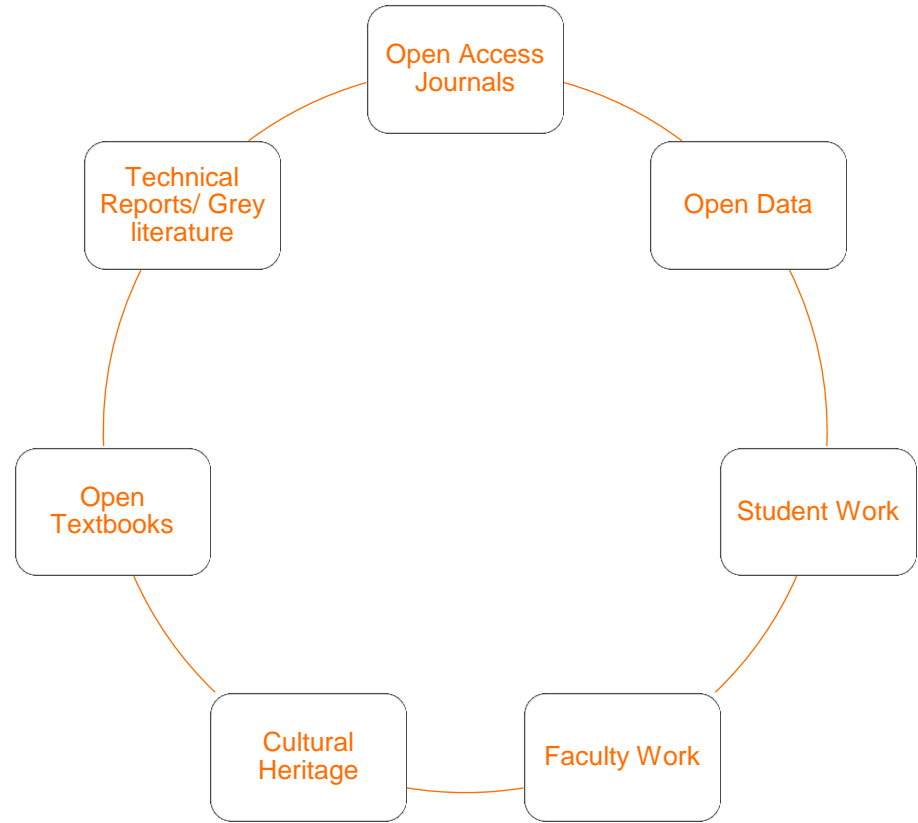 Open Access
Journals
Open Data
Student Work
Faculty Work
Cultural
Heritage
Open
Textbooks
Technical
Reports/ Grey
literature